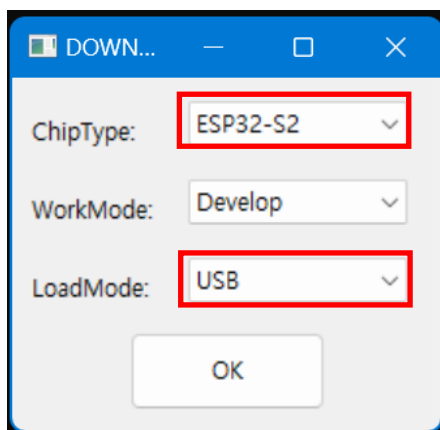 DOWN...
ChipType: ESP32-S2
WorkMode: Develop
LoadMode: USB
OK